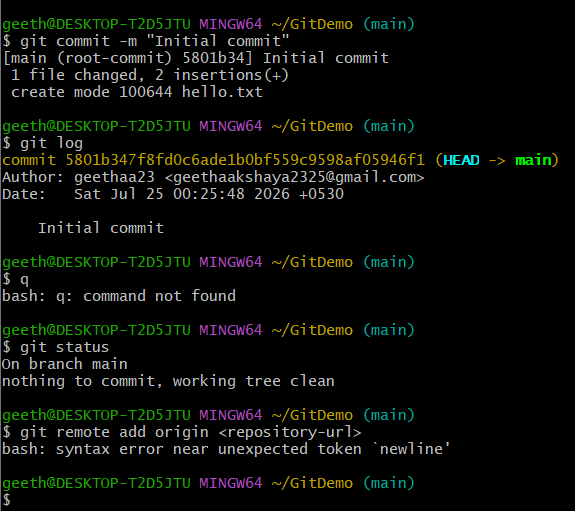 geeth@DESKTOP-T2D5JTU MINGW64 ~/GitDemo (main)
$ git commit -m "Initial commit"
[main (root-commit) 5801b34] Initial commit
 1 file changed, 2 insertions(+)
 create mode 100644 hello.txt

geeth@DESKTOP-T2D5JTU MINGW64 ~/GitDemo (main)
$ git log
commit 5801b347f8fd0c6ade1b0bf559c9598af05946f1 (HEAD -> main)
Author: geethaa23 <geethaakshaya2325@gmail.com>
Date:   Sat Jul 25 00:25:48 2026 +0530

    Initial commit

geeth@DESKTOP-T2D5JTU MINGW64 ~/GitDemo (main)
$ q
bash: q: command not found

geeth@DESKTOP-T2D5JTU MINGW64 ~/GitDemo (main)
$ git status
On branch main
nothing to commit, working tree clean

geeth@DESKTOP-T2D5JTU MINGW64 ~/GitDemo (main)
$ git remote add origin <repository-url>
bash: syntax error near unexpected token `newline'

geeth@DESKTOP-T2D5JTU MINGW64 ~/GitDemo (main)
$